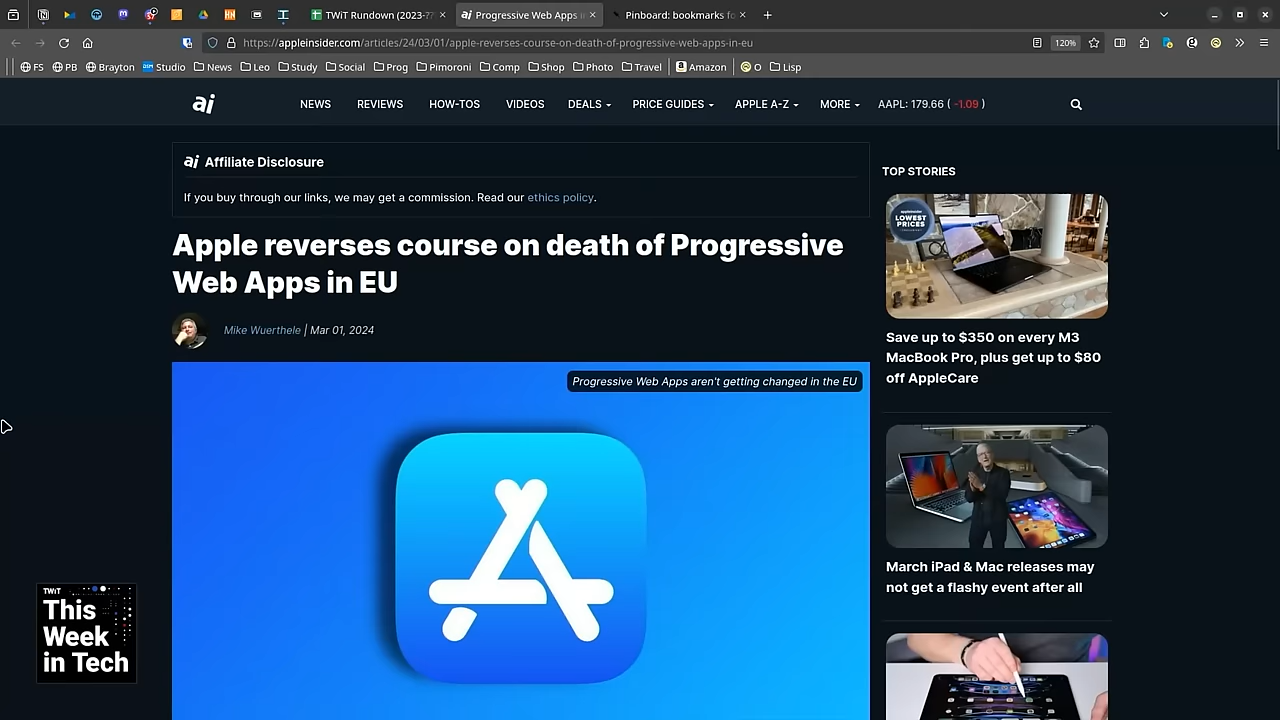 TWiT Rundown (2023-??
Progressive Web Apps i
Pinboard: bookmarks fo
https://appleinsider.com/articles/24/03/01/apple-reverses-course-on-death-of-progressive-web-apps-in-eu
120%
FS
PB
Brayton
Studio
News
Leo
Study
Social
Prog
Pimoroni
Comp
Shop
Photo
Travel
Amazon
O
Lisp
ai
NEWS
REVIEWS
HOW-TOS
VIDEOS
DEALS
PRICE GUIDES
APPLE A-Z
MORE
AAPL: 179.66 ( -1.09 )
ai Affiliate Disclosure
If you buy through our links, we may get a commission. Read our ethics policy.
Apple reverses course on death of Progressive
Web Apps in EU
Mike Wuerthele | Mar 01, 2024
Progressive Web Apps aren't getting changed in the EU
TOP STORIES
appleinsider
LOWEST
PRICES
Save up to $350 on every M3
MacBook Pro, plus get up to $80
off AppleCare
March iPad & Mac releases may
not get a flashy event after all
TWiT
This
Week
in Tech